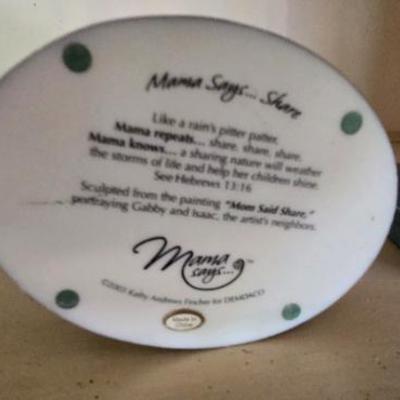 Mama Says... Share
Like a rain's pitter patter,
Mama repeats... share, share, share.
Mama knows... a sharing nature will weather
the storms of life and help her children shine.
See Hebrews 13:16
Sculpted from the painting "Mom Said Share,"
portraying Gabby and Isaac, the artist's neighbors.
Mama
says...™
©2003 Kathy Andrews Fincher for DEMDACO
Made in
China